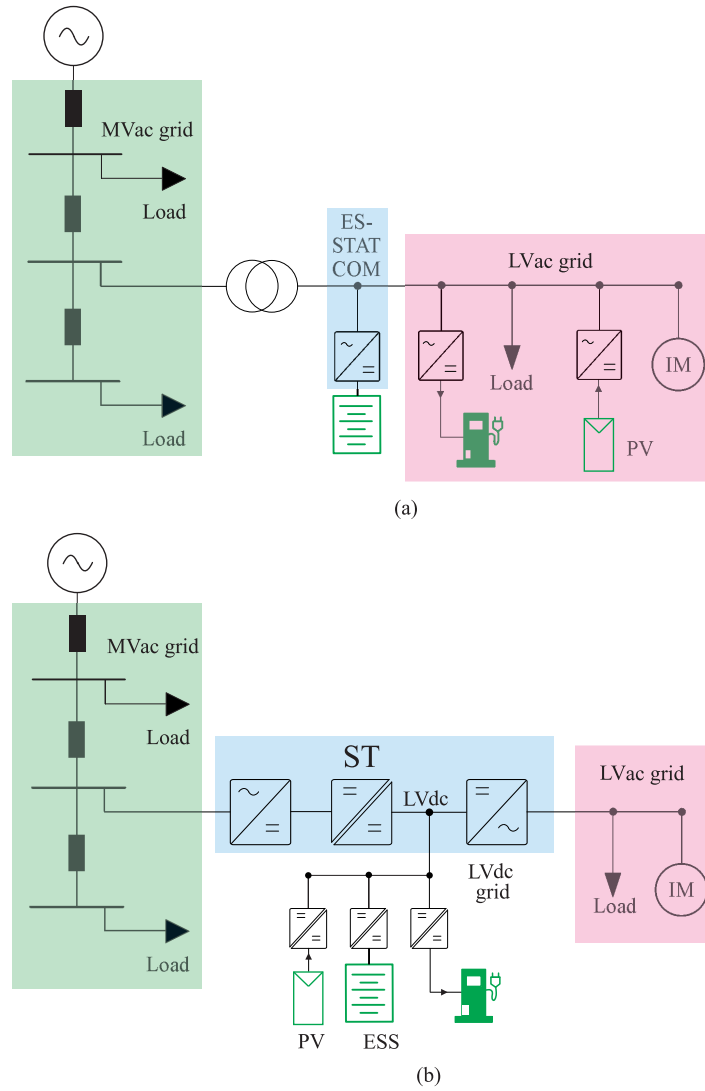 MVac grid
Load
ES-
STAT
COM
LVac grid
Load
IM
Load
PV
(a)
MVac grid
Load
ST
LVdc
LVac grid
LVdc
grid
Load
IM
Load
PV
ESS
(b)